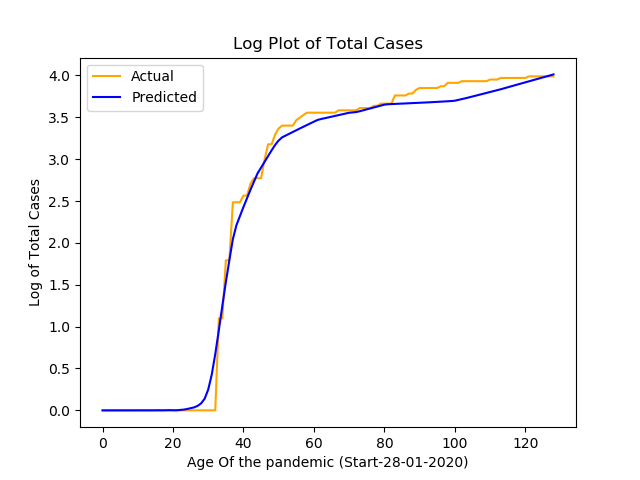 Log Plot of Total Cases
Actual
Predicted
4.0
3.5
3.0
2.5
2.0
1.5
1.0
0.5
0.0
Log of Total Cases
0 20 40 60 80 100 120
Age Of the pandemic (Start-28-01-2020)